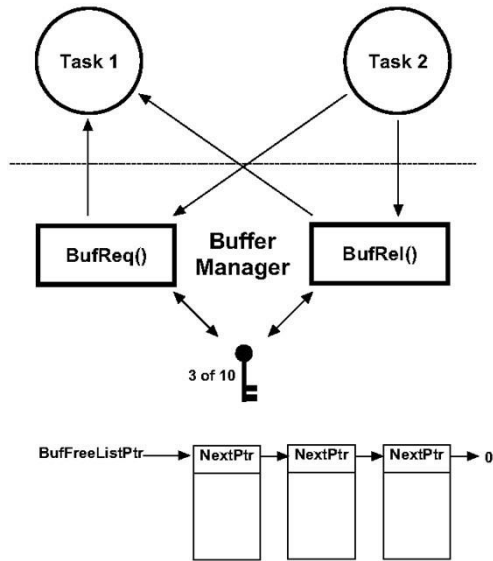 Task 1
Task 2
BufReq()
Buffer
Manager
BufRel()
3 of 10
BufFreeListPtr
NextPtr
NextPtr
NextPtr
0